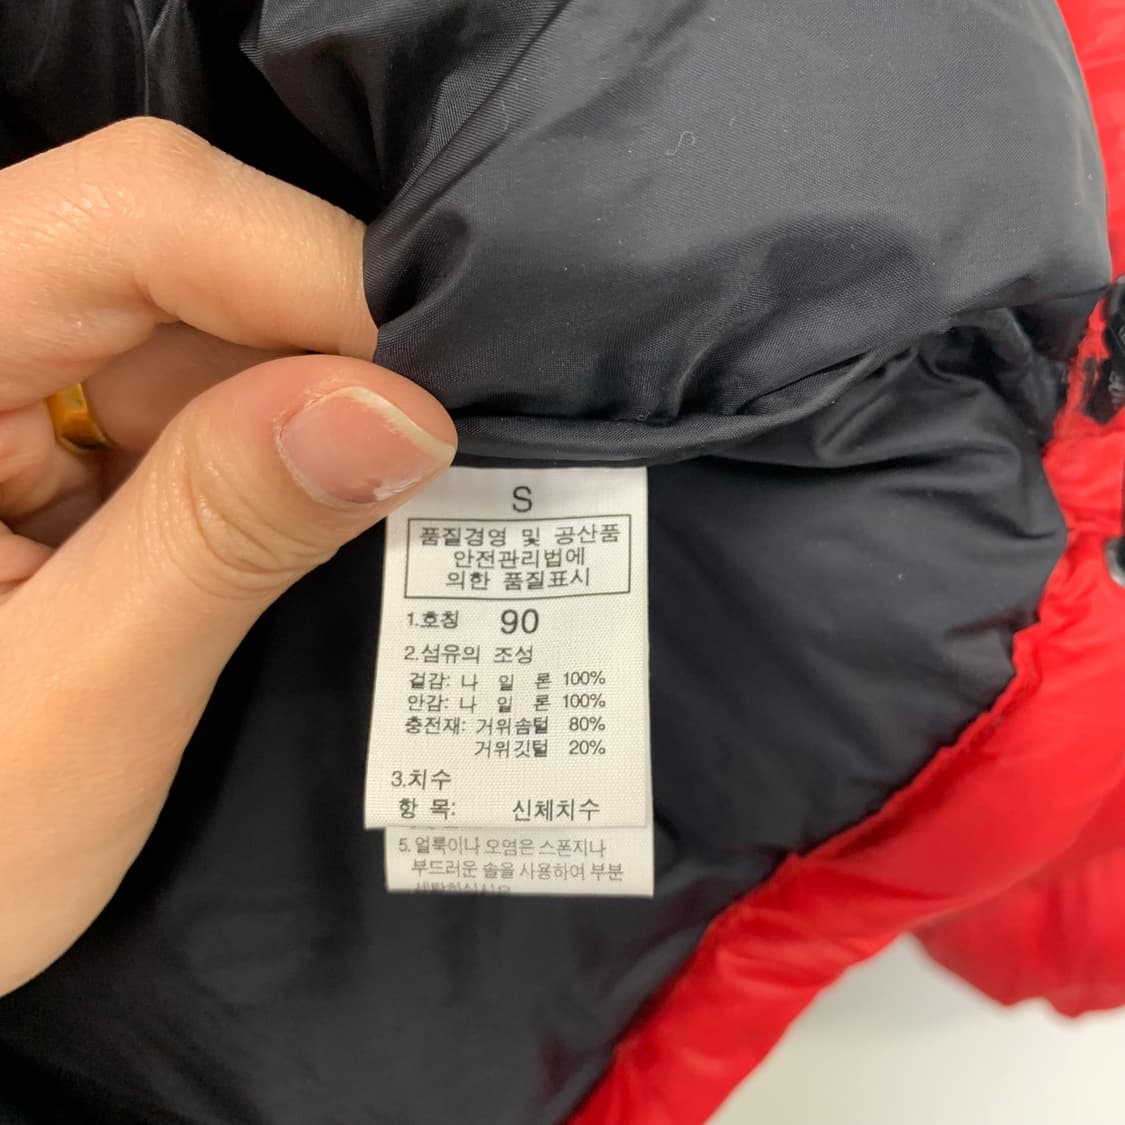 S
품질경영 및 공산품
안전관리법에
의한 품질표시
1.호칭 90
2.섬유의 조성
겉감: 나 일 론 100%
안감: 나 일 론 100%
충전재: 거위솜털 80%
거위깃털 20%
3.치수
항 목: 신체치수
5. 얼룩이나 오염은 스폰지나
부드러운 솔을 사용하여 부분